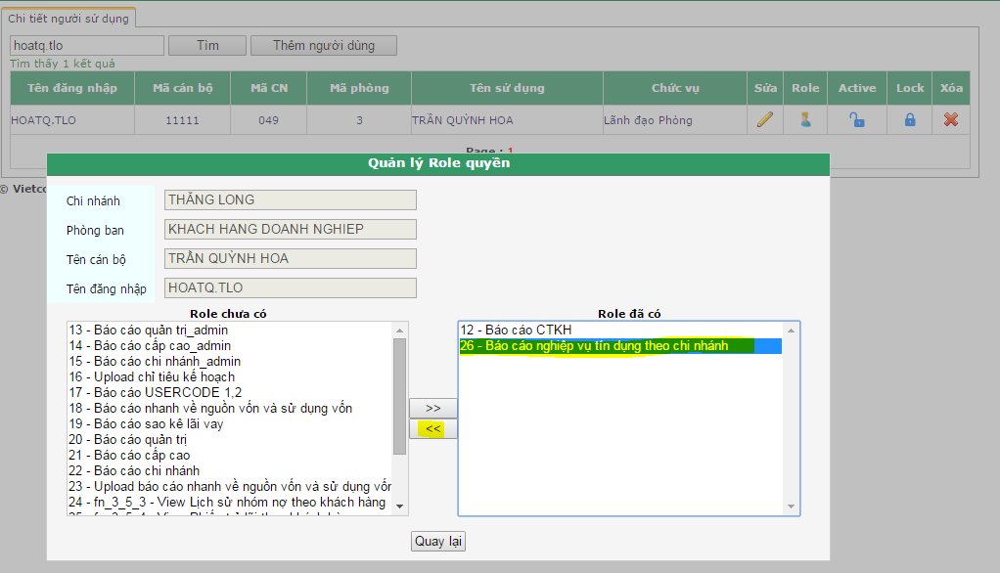 Chi tiết người sử dụng
hoatq.tlo Tìm Thêm người dùng
Tìm thấy 1 kết quả
Tên đăng nhập Mã cán bộ Mã CN Mã phòng Tên sử dụng Chức vụ Sửa Role Active Lock Xóa
HOATQ.TLO 11111 049 3 TRẦN QUỲNH HOA Lãnh đạo Phòng
Page : 1
© Vietco
Quản lý Role quyền
Chi nhánh THĂNG LONG
Phòng ban KHACH HANG DOANH NGHIEP
Tên cán bộ TRẦN QUỲNH HOA
Tên đăng nhập HOATQ.TLO
Role chưa có
13 - Báo cáo quản trị_admin
14 - Báo cáo cấp cao_admin
15 - Báo cáo chi nhánh_admin
16 - Upload chỉ tiêu kế hoạch
17 - Báo cáo USERCODE 1,2
18 - Báo cáo nhanh về nguồn vốn và sử dụng vốn
19 - Báo cáo sao kê lãi vay
20 - Báo cáo quản trị
21 - Báo cáo cấp cao
22 - Báo cáo chi nhánh
23 - Upload báo cáo nhanh về nguồn vốn và sử dụng vốn
24 - fn_3_5_3 - View Lịch sử nhóm nợ theo khách hàng
>>
<<
Role đã có
12 - Báo cáo CTKH
26 - Báo cáo nghiệp vụ tín dụng theo chi nhánh
Quay lại